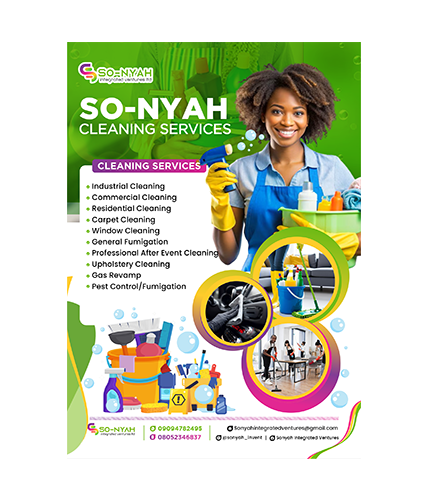 SO-NYAH
integrated ventures ltd
SO-NYAH
CLEANING SERVICES
CLEANING SERVICES
Industrial Cleaning
Commercial Cleaning
Residential Cleaning
Carpet Cleaning
Window Cleaning
General Fumigation
Professional After Event Cleaning
Upholstery Cleaning
Gas Revamp
Pest Control/Fumigation
SO-NYAH
integrated ventures ltd
09094782495
08052346837
Sonyahintegratedventures@gmail.com
@sonyah_invent | Sonyah Integrated Ventures